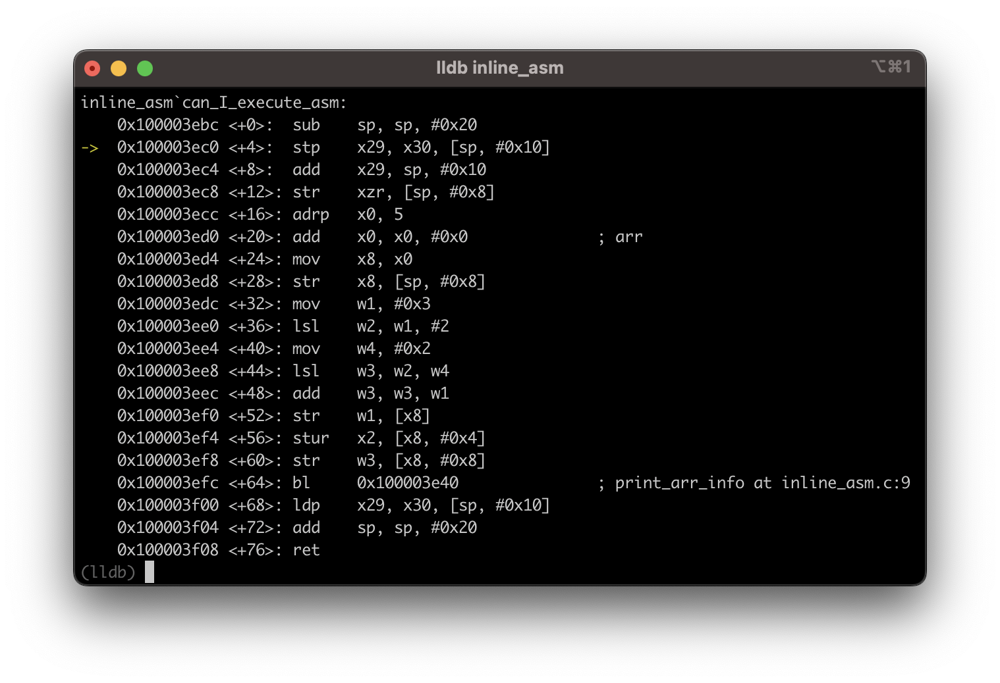 lldb inline_asm
⌥⌘1
inline_asm`can_I_execute_asm:
    0x100003ebc <+0>:  sub    sp, sp, #0x20
->  0x100003ec0 <+4>:  stp    x29, x30, [sp, #0x10]
    0x100003ec4 <+8>:  add    x29, sp, #0x10
    0x100003ec8 <+12>: str    xzr, [sp, #0x8]
    0x100003ecc <+16>: adrp   x0, 5
    0x100003ed0 <+20>: add    x0, x0, #0x0              ; arr
    0x100003ed4 <+24>: mov    x8, x0
    0x100003ed8 <+28>: str    x8, [sp, #0x8]
    0x100003edc <+32>: mov    w1, #0x3
    0x100003ee0 <+36>: lsl    w2, w1, #2
    0x100003ee4 <+40>: mov    w4, #0x2
    0x100003ee8 <+44>: lsl    w3, w2, w4
    0x100003eec <+48>: add    w3, w3, w1
    0x100003ef0 <+52>: str    w1, [x8]
    0x100003ef4 <+56>: stur   x2, [x8, #0x4]
    0x100003ef8 <+60>: str    w3, [x8, #0x8]
    0x100003efc <+64>: bl     0x100003e40               ; print_arr_info at inline_asm.c:9
    0x100003f00 <+68>: ldp    x29, x30, [sp, #0x10]
    0x100003f04 <+72>: add    sp, sp, #0x20
    0x100003f08 <+76>: ret
(lldb)